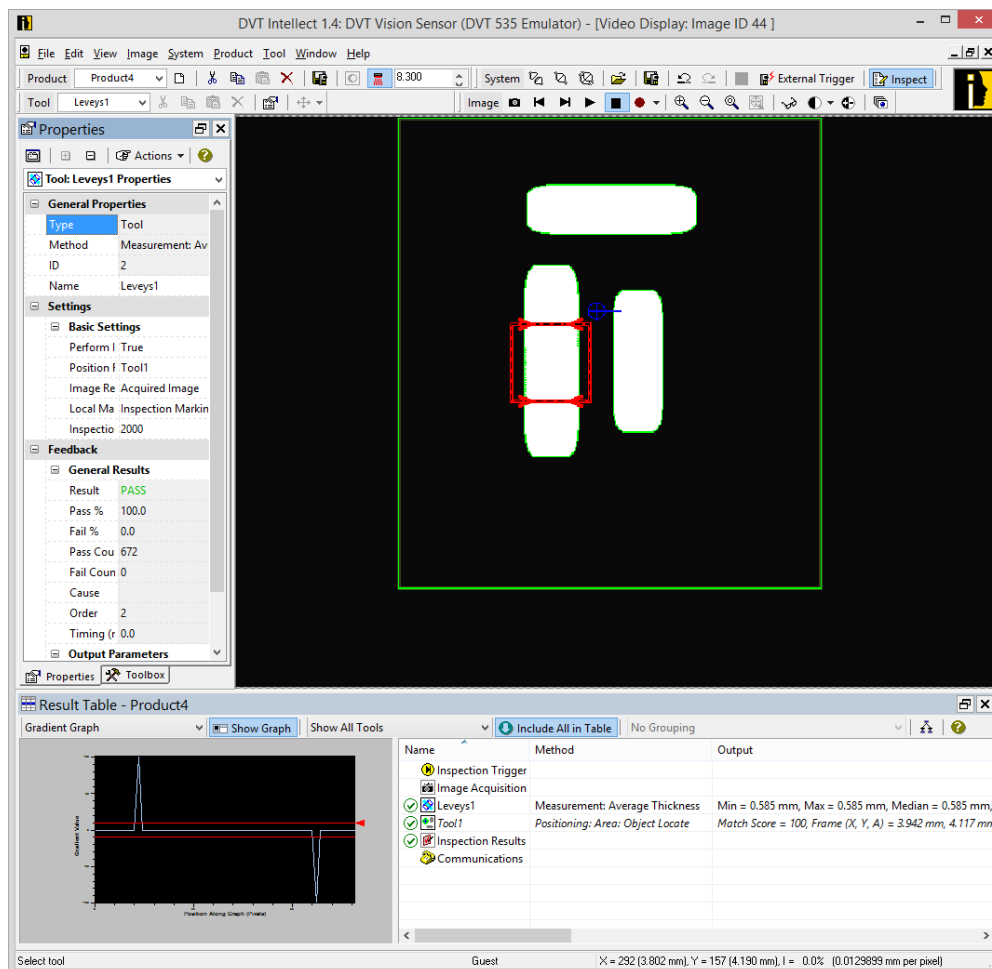 DVT Intellect 1.4: DVT Vision Sensor (DVT 535 Emulator) - [Video Display: Image ID 44 ]
File Edit View Image System Product Tool Window Help
Product Product4 8.300 System External Trigger Inspect
Tool Leveys1 Image
Properties
Actions
Tool: Leveys1 Properties
General Properties
Type Tool
Method Measurement: Av
ID 2
Name Leveys1
Settings
Basic Settings
Perform I True
Position F Tool1
Image Re Acquired Image
Local Ma Inspection Markin
Inspectio 2000
Feedback
General Results
Result PASS
Pass % 100.0
Fail % 0.0
Pass Cou 672
Fail Coun 0
Cause
Order 2
Timing (r 0.0
Output Parameters
Properties Toolbox
Result Table - Product4
Gradient Graph Show Graph Show All Tools Include All in Table No Grouping
Name Method Output
Inspection Trigger
Image Acquisition
Leveys1 Measurement: Average Thickness Min = 0.585 mm, Max = 0.585 mm, Median = 0.585 mm,
Tool1 Positioning: Area: Object Locate Match Score = 100, Frame (X, Y, A) = 3.942 mm, 4.117 mm
Inspection Results
Communications
Gradient Value
Position Along Graph (Pixels)
Select tool Guest X = 292 (3.802 mm), Y = 157 (4.190 mm), I = 0.0% (0.0129899 mm per pixel)